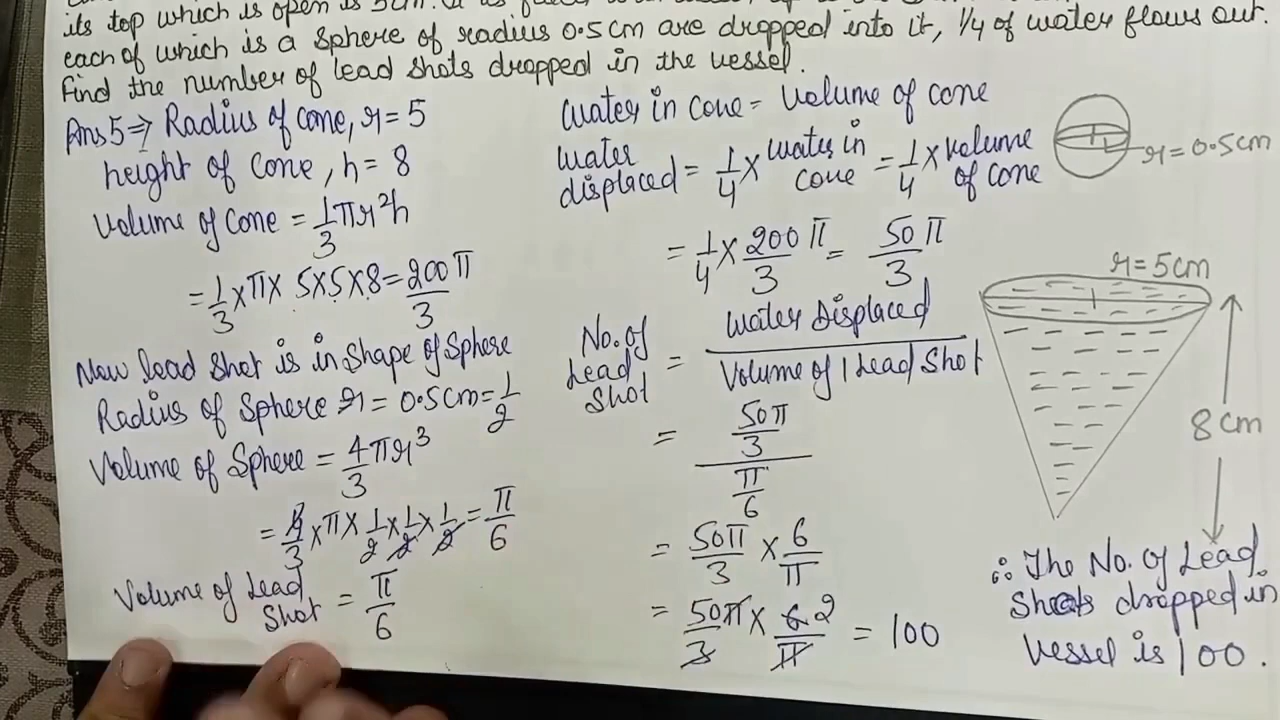 its top which is open is 5cm. It is filled with water up to the
each of which is a sphere of radius 0.5cm are dropped into it, 1/4 of water flows out.
Find the number of lead shots dropped in the vessel.
Ans5 ⇒ Radius of cone, r = 5
height of cone, h = 8
Volume of cone = 1/3 πr²h
= 1/3 × π × 5×5×8 = 200/3 π
Now lead shot is in shape of sphere
Radius of sphere r = 0.5cm = 1/2
Volume of sphere = 4/3 πr³
= 4/3 × π × 1/2 × 1/2 × 1/2 = π/6
Volume of Lead Shot = π/6
Water in cone = Volume of cone
Water displaced = 1/4 × water in cone = 1/4 × volume of cone
= 1/4 × 200/3 π = 50/3 π
No. of Lead Shot = Water Displaced / Volume of 1 Lead Shot
= 50π/3 / π/6
= 50π/3 × 6/π
= 50π/3 × 6/π 2 = 100
r = 0.5cm
r = 5cm
8 cm
∴ The No. of Lead
Shots dropped in
vessel is 100.